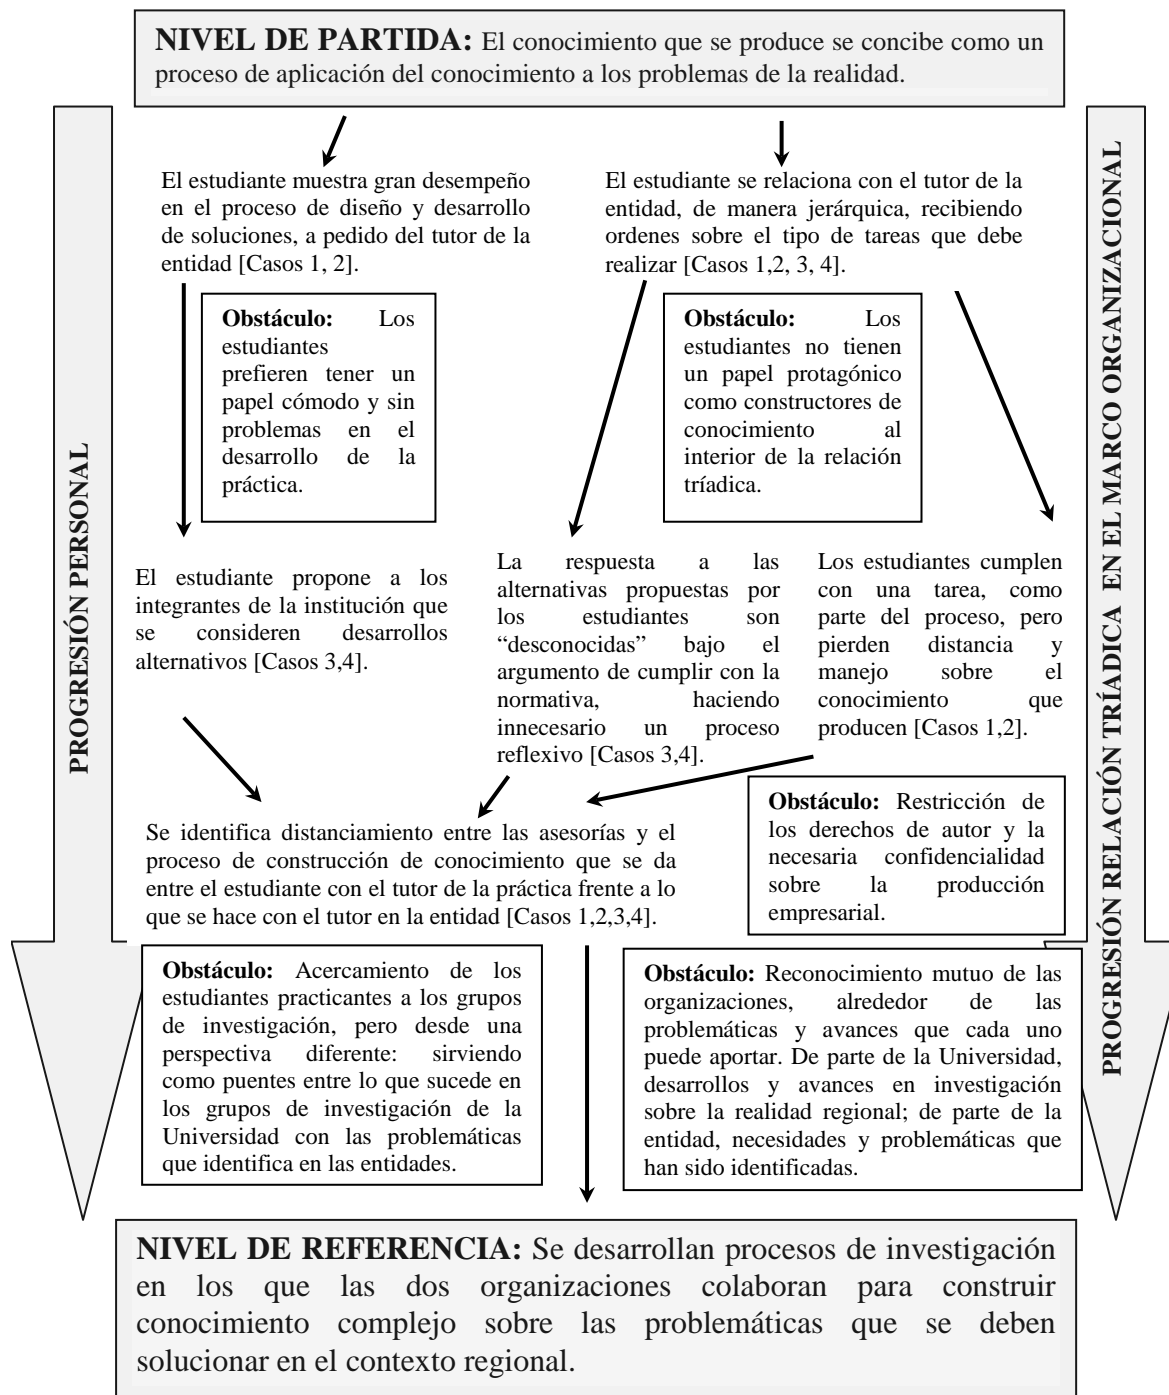 NIVEL DE PARTIDA: El conocimiento que se produce se concibe como un
proceso de aplicación del conocimiento a los problemas de la realidad.
PROGRESIÓN PERSONAL
PROGRESIÓN RELACIÓN TRÍADICA EN EL MARCO ORGANIZACIONAL
El estudiante muestra gran desempeño
en el proceso de diseño y desarrollo
de soluciones, a pedido del tutor de la
entidad [Casos 1, 2].
El estudiante se relaciona con el tutor de la
entidad, de manera jerárquica, recibiendo
ordenes sobre el tipo de tareas que debe
realizar [Casos 1,2, 3, 4].
Obstáculo: Los
estudiantes
prefieren tener un
papel cómodo y sin
problemas en el
desarrollo de la
práctica.
Obstáculo: Los
estudiantes no tienen
un papel protagónico
como constructores de
conocimiento al
interior de la relación
tríadica.
El estudiante propone a los
integrantes de la institución que
se consideren desarrollos
alternativos [Casos 3,4].
La respuesta a las
alternativas propuestas por
los estudiantes son
“desconocidas” bajo el
argumento de cumplir con la
normativa, haciendo
innecesario un proceso
reflexivo [Casos 3,4].
Los estudiantes cumplen
con una tarea, como
parte del proceso, pero
pierden distancia y
manejo sobre el
conocimiento que
producen [Casos 1,2].
Se identifica distanciamiento entre las asesorías y el
proceso de construcción de conocimiento que se da
entre el estudiante con el tutor de la práctica frente a lo
que se hace con el tutor en la entidad [Casos 1,2,3,4].
Obstáculo: Restricción de
los derechos de autor y la
necesaria confidencialidad
sobre la producción
empresarial.
Obstáculo: Acercamiento de los
estudiantes practicantes a los grupos
de investigación, pero desde una
perspectiva diferente: sirviendo
como puentes entre lo que sucede en
los grupos de investigación de la
Universidad con las problemáticas
que identifica en las entidades.
Obstáculo: Reconocimiento mutuo de las
organizaciones, alrededor de las
problemáticas y avances que cada uno
puede aportar. De parte de la Universidad,
desarrollos y avances en investigación
sobre la realidad regional; de parte de la
entidad, necesidades y problemáticas que
han sido identificadas.
NIVEL DE REFERENCIA: Se desarrollan procesos de investigación
en los que las dos organizaciones colaboran para construir
conocimiento complejo sobre las problemáticas que se deben
solucionar en el contexto regional.